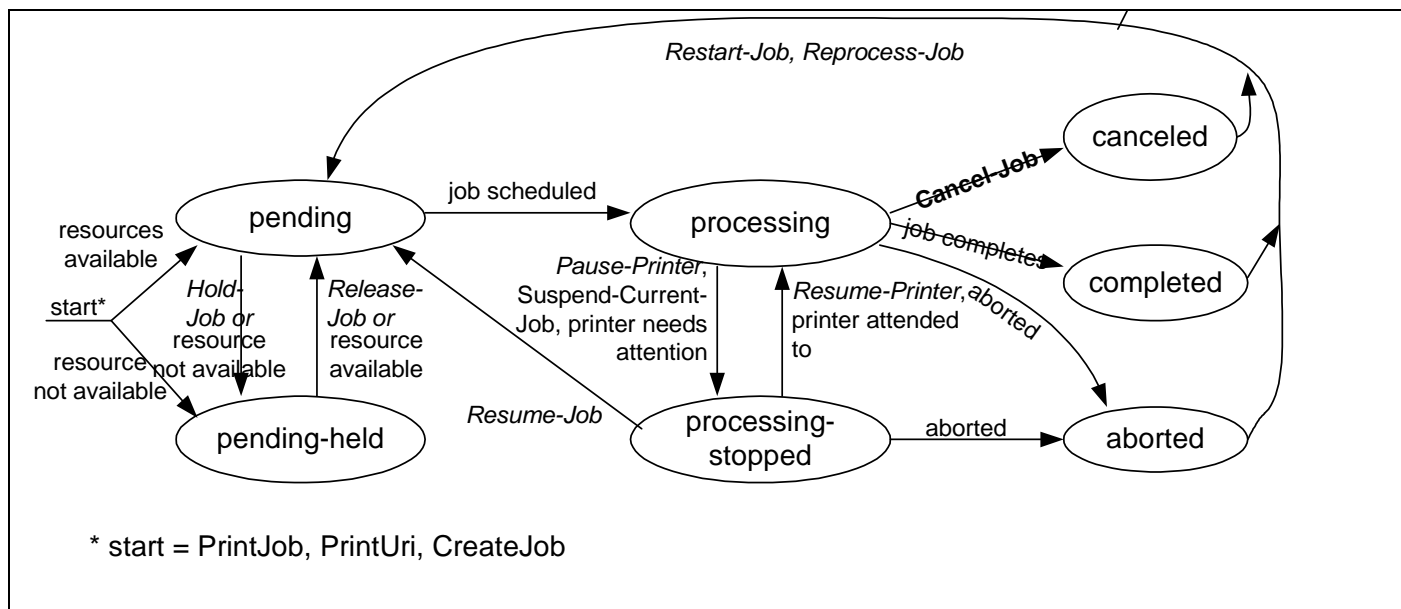 Restart-Job, Reprocess-Job
canceled
Cancel-Job
job scheduled
pending
processing
job completes
completed
resources
available
start*
resource
not available
Hold-
Job or
resource
not available
Release-
Job or
resource
available
Pause-Printer,
Suspend-Current-
Job, printer needs
attention
Resume-Printer,
printer attended
to
aborted
Resume-Job
pending-held
processing-
stopped
aborted
aborted
* start = PrintJob, PrintUri, CreateJob